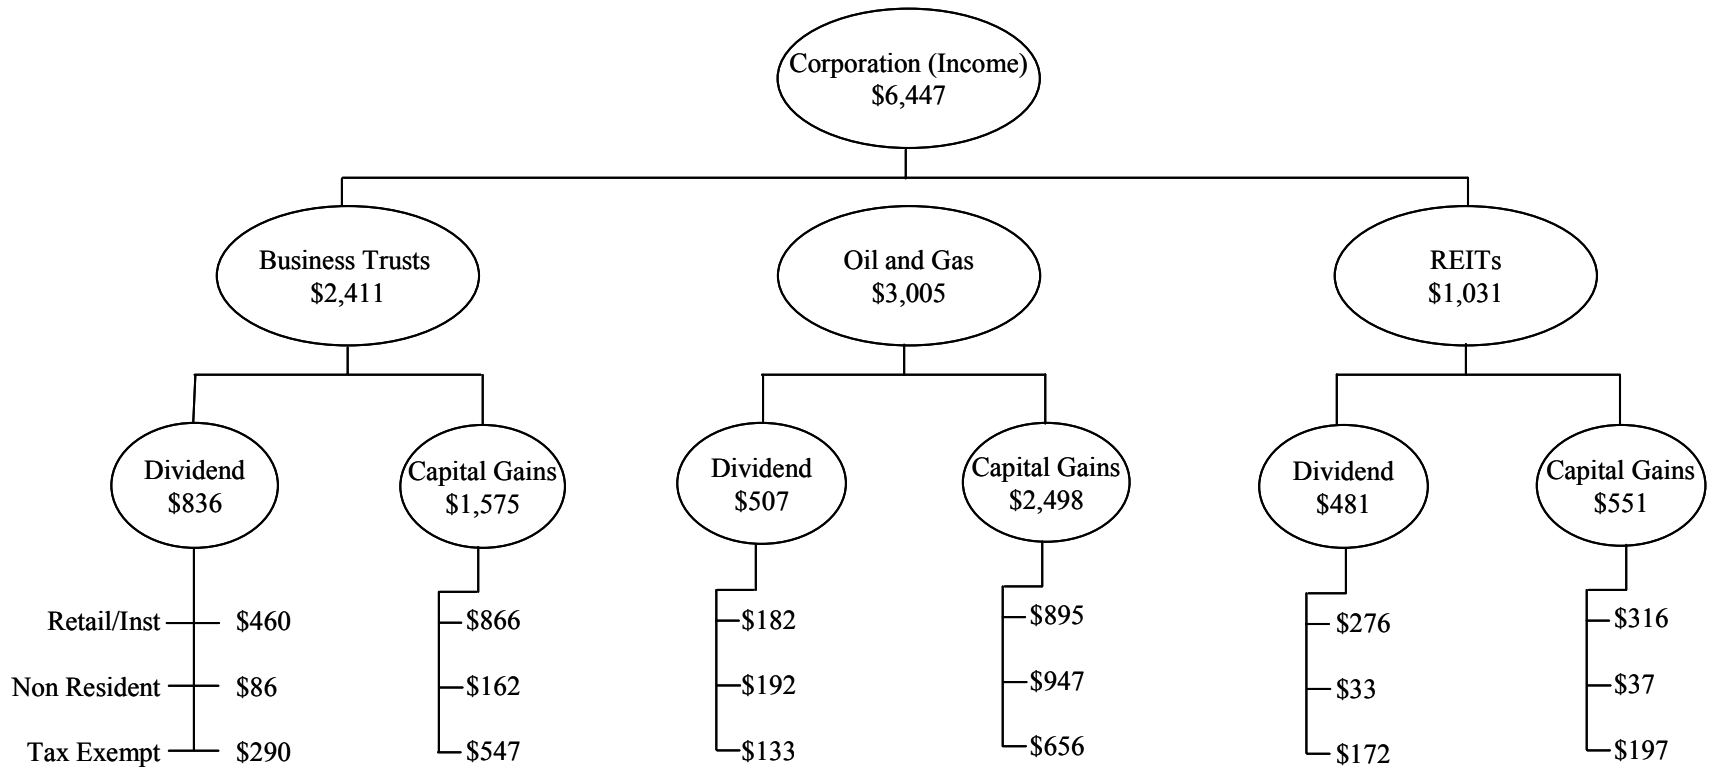 Corporation (Income)
$6,447
Business Trusts
$2,411
Oil and Gas
$3,005
REITs
$1,031
Dividend
$836
Capital Gains
$1,575
Dividend
$507
Capital Gains
$2,498
Dividend
$481
Capital Gains
$551
Retail/Inst $460 $866 $182 $895 $276 $316
Non Resident $86 $162 $192 $947 $33 $37
Tax Exempt $290 $547 $133 $656 $172 $197